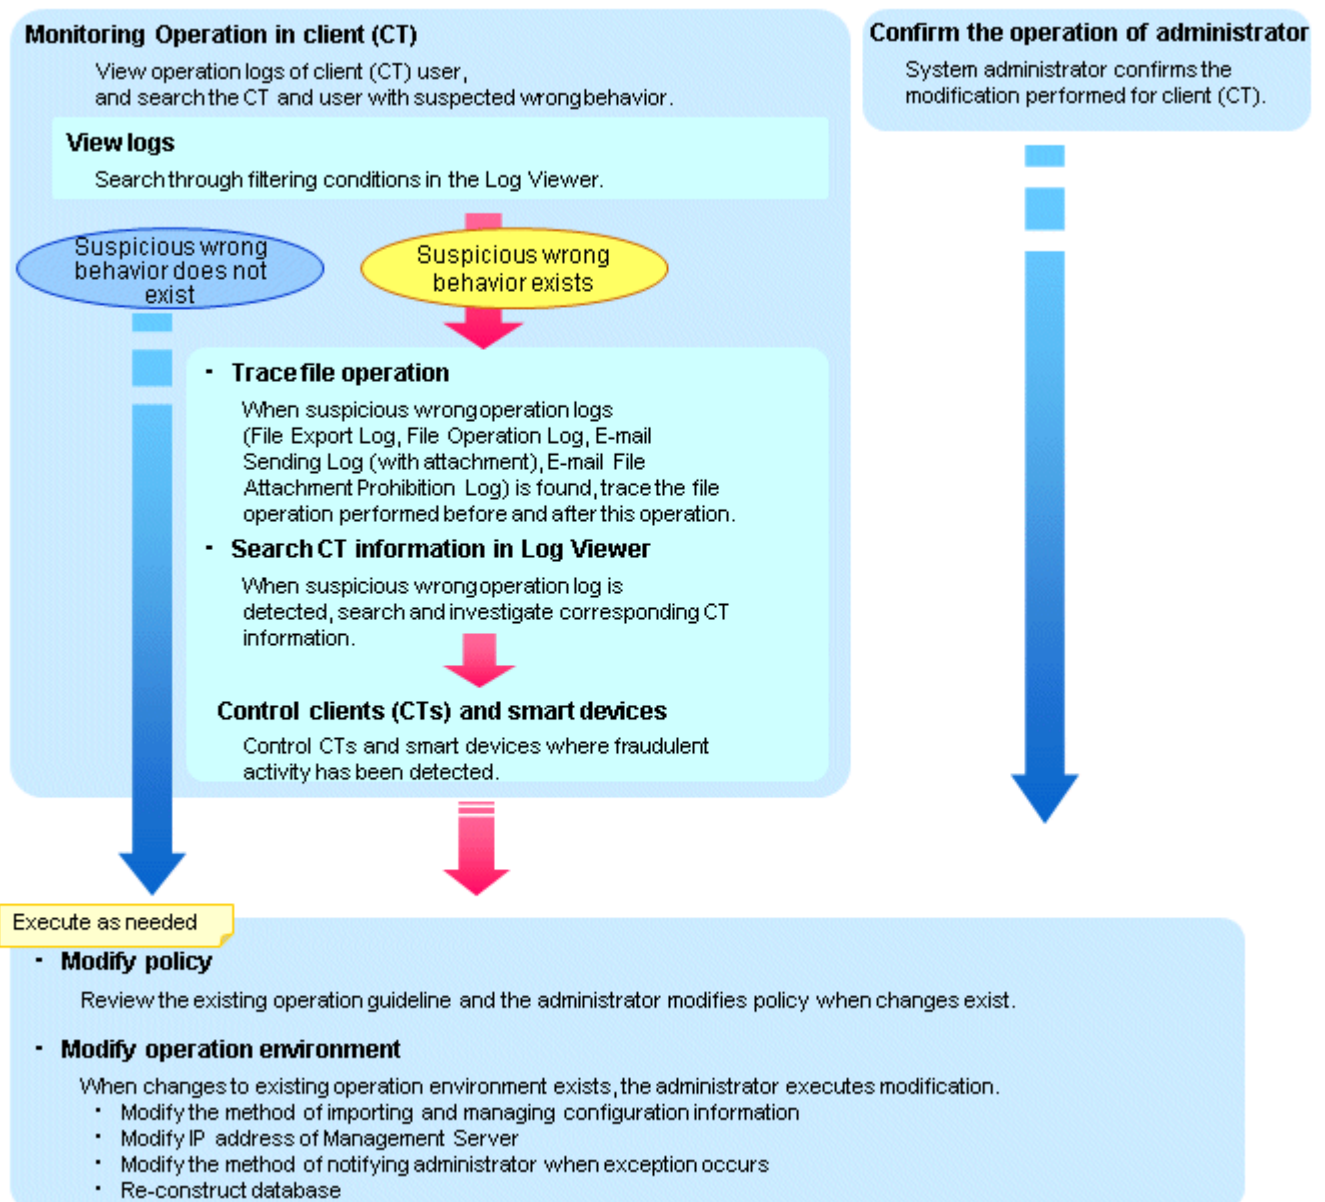 Monitoring Operation in client (CT)
View operation logs of client (CT) user,
and search the CT and user with suspected wrong behavior.
View logs
Search through filtering conditions in the Log Viewer.
Suspicious wrong
behavior does not
exist
Suspicious wrong
behavior exists
· Trace file operation
When suspicious wrong operation logs
(File Export Log, File Operation Log, E-mail
Sending Log (with attachment), E-mail File
Attachment Prohibition Log) is found, trace the file
operation performed before and after this operation.
· Search CT information in Log Viewer
When suspicious wrong operation log is
detected, search and investigate corresponding CT
information.
Control clients (CTs) and smart devices
Control CTs and smart devices where fraudulent
activity has been detected.
Confirm the operation of administrator
System administrator confirms the
modification performed for client (CT).
Execute as needed
· Modify policy
Review the existing operation guideline and the administrator modifies policy when changes exist.
· Modify operation environment
When changes to existing operation environment exists, the administrator executes modification.
· Modify the method of importing and managing configuration information
· Modify IP address of Management Server
· Modify the method of notifying administrator when exception occurs
· Re-construct database